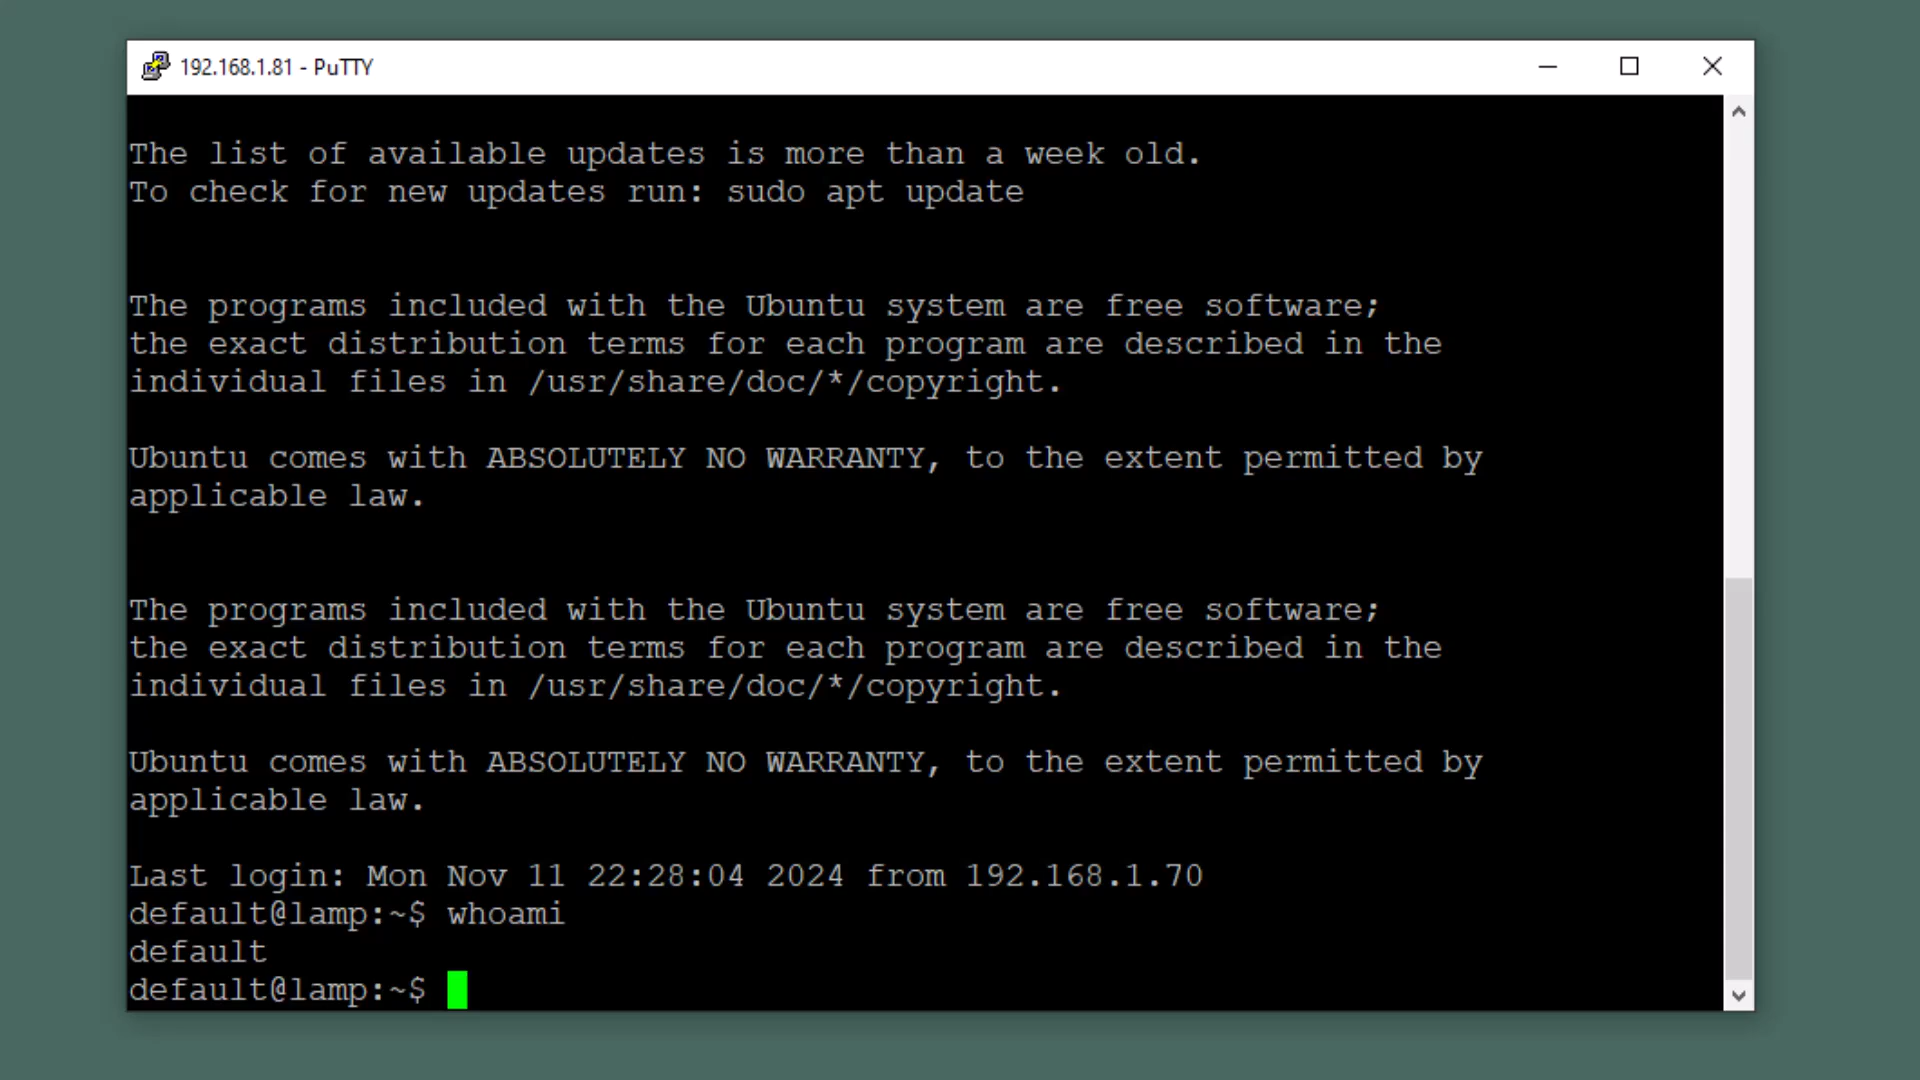 192.168.1.81 - PuTTY
The list of available updates is more than a week old.
To check for new updates run: sudo apt update
The programs included with the Ubuntu system are free software;
the exact distribution terms for each program are described in the
individual files in /usr/share/doc/*/copyright.
Ubuntu comes with ABSOLUTELY NO WARRANTY, to the extent permitted by
applicable law.
The programs included with the Ubuntu system are free software;
the exact distribution terms for each program are described in the
individual files in /usr/share/doc/*/copyright.
Ubuntu comes with ABSOLUTELY NO WARRANTY, to the extent permitted by
applicable law.
Last login: Mon Nov 11 22:28:04 2024 from 192.168.1.70
default@lamp:~$ whoami
default
default@lamp:~$